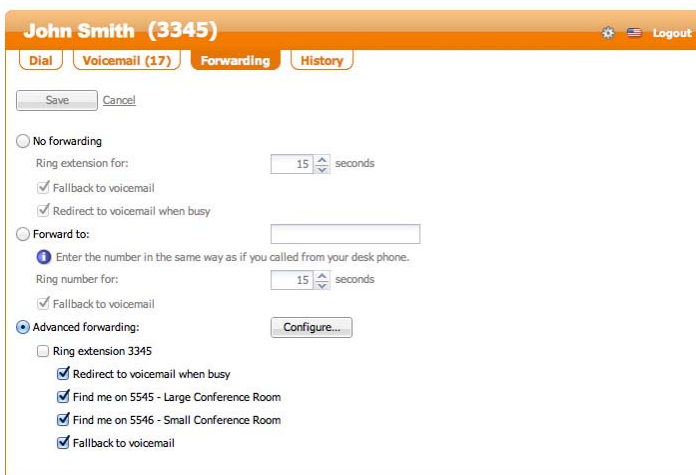 John Smith (3345)
Logout
Dial Voicemail (17) Forwarding History
Save Cancel
No forwarding
Ring extension for: 15 seconds
Fallback to voicemail
Redirect to voicemail when busy
Forward to:
Enter the number in the same way as if you called from your desk phone.
Ring number for: 15 seconds
Fallback to voicemail
Advanced forwarding: Configure...
Ring extension 3345
Redirect to voicemail when busy
Find me on 5545 - Large Conference Room
Find me on 5546 - Small Conference Room
Fallback to voicemail